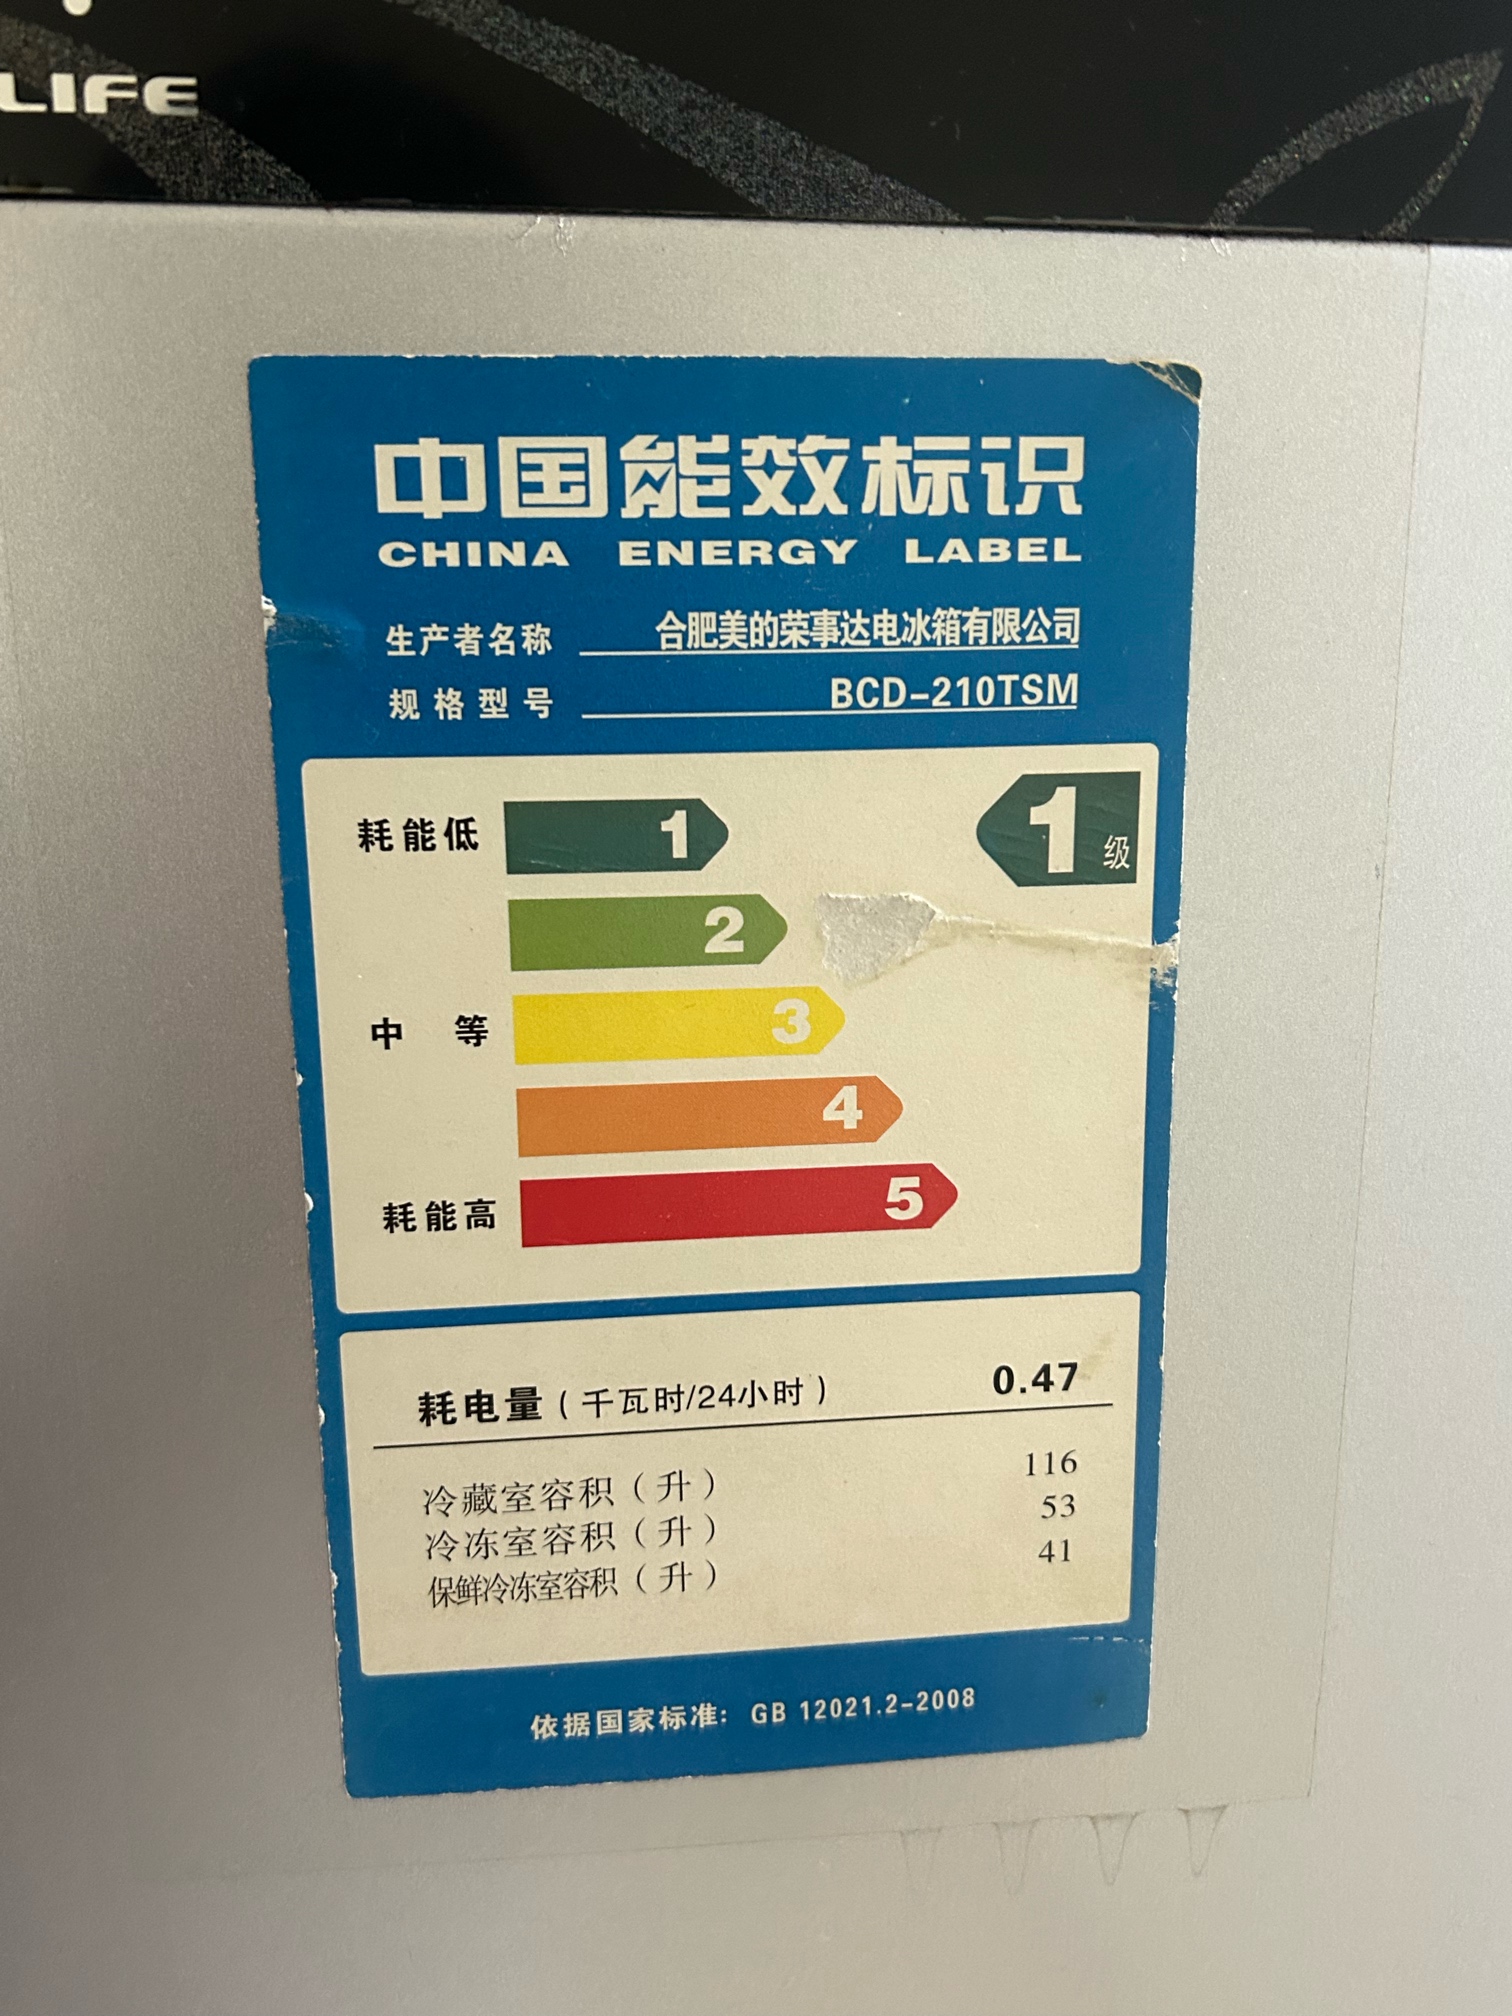 LIFE
中国能效标识
CHINA ENERGY LABEL
生产者名称 合肥美的荣事达电冰箱有限公司
规格型号 BCD-210TSM
耗能低 1 1级
2
中 等 3
4
耗能高 5
耗电量(千瓦时/24小时) 0.47
冷藏室容积(升) 116
冷冻室容积(升) 53
保鲜冷冻室容积(升) 41
依据国家标准: GB 12021.2-2008